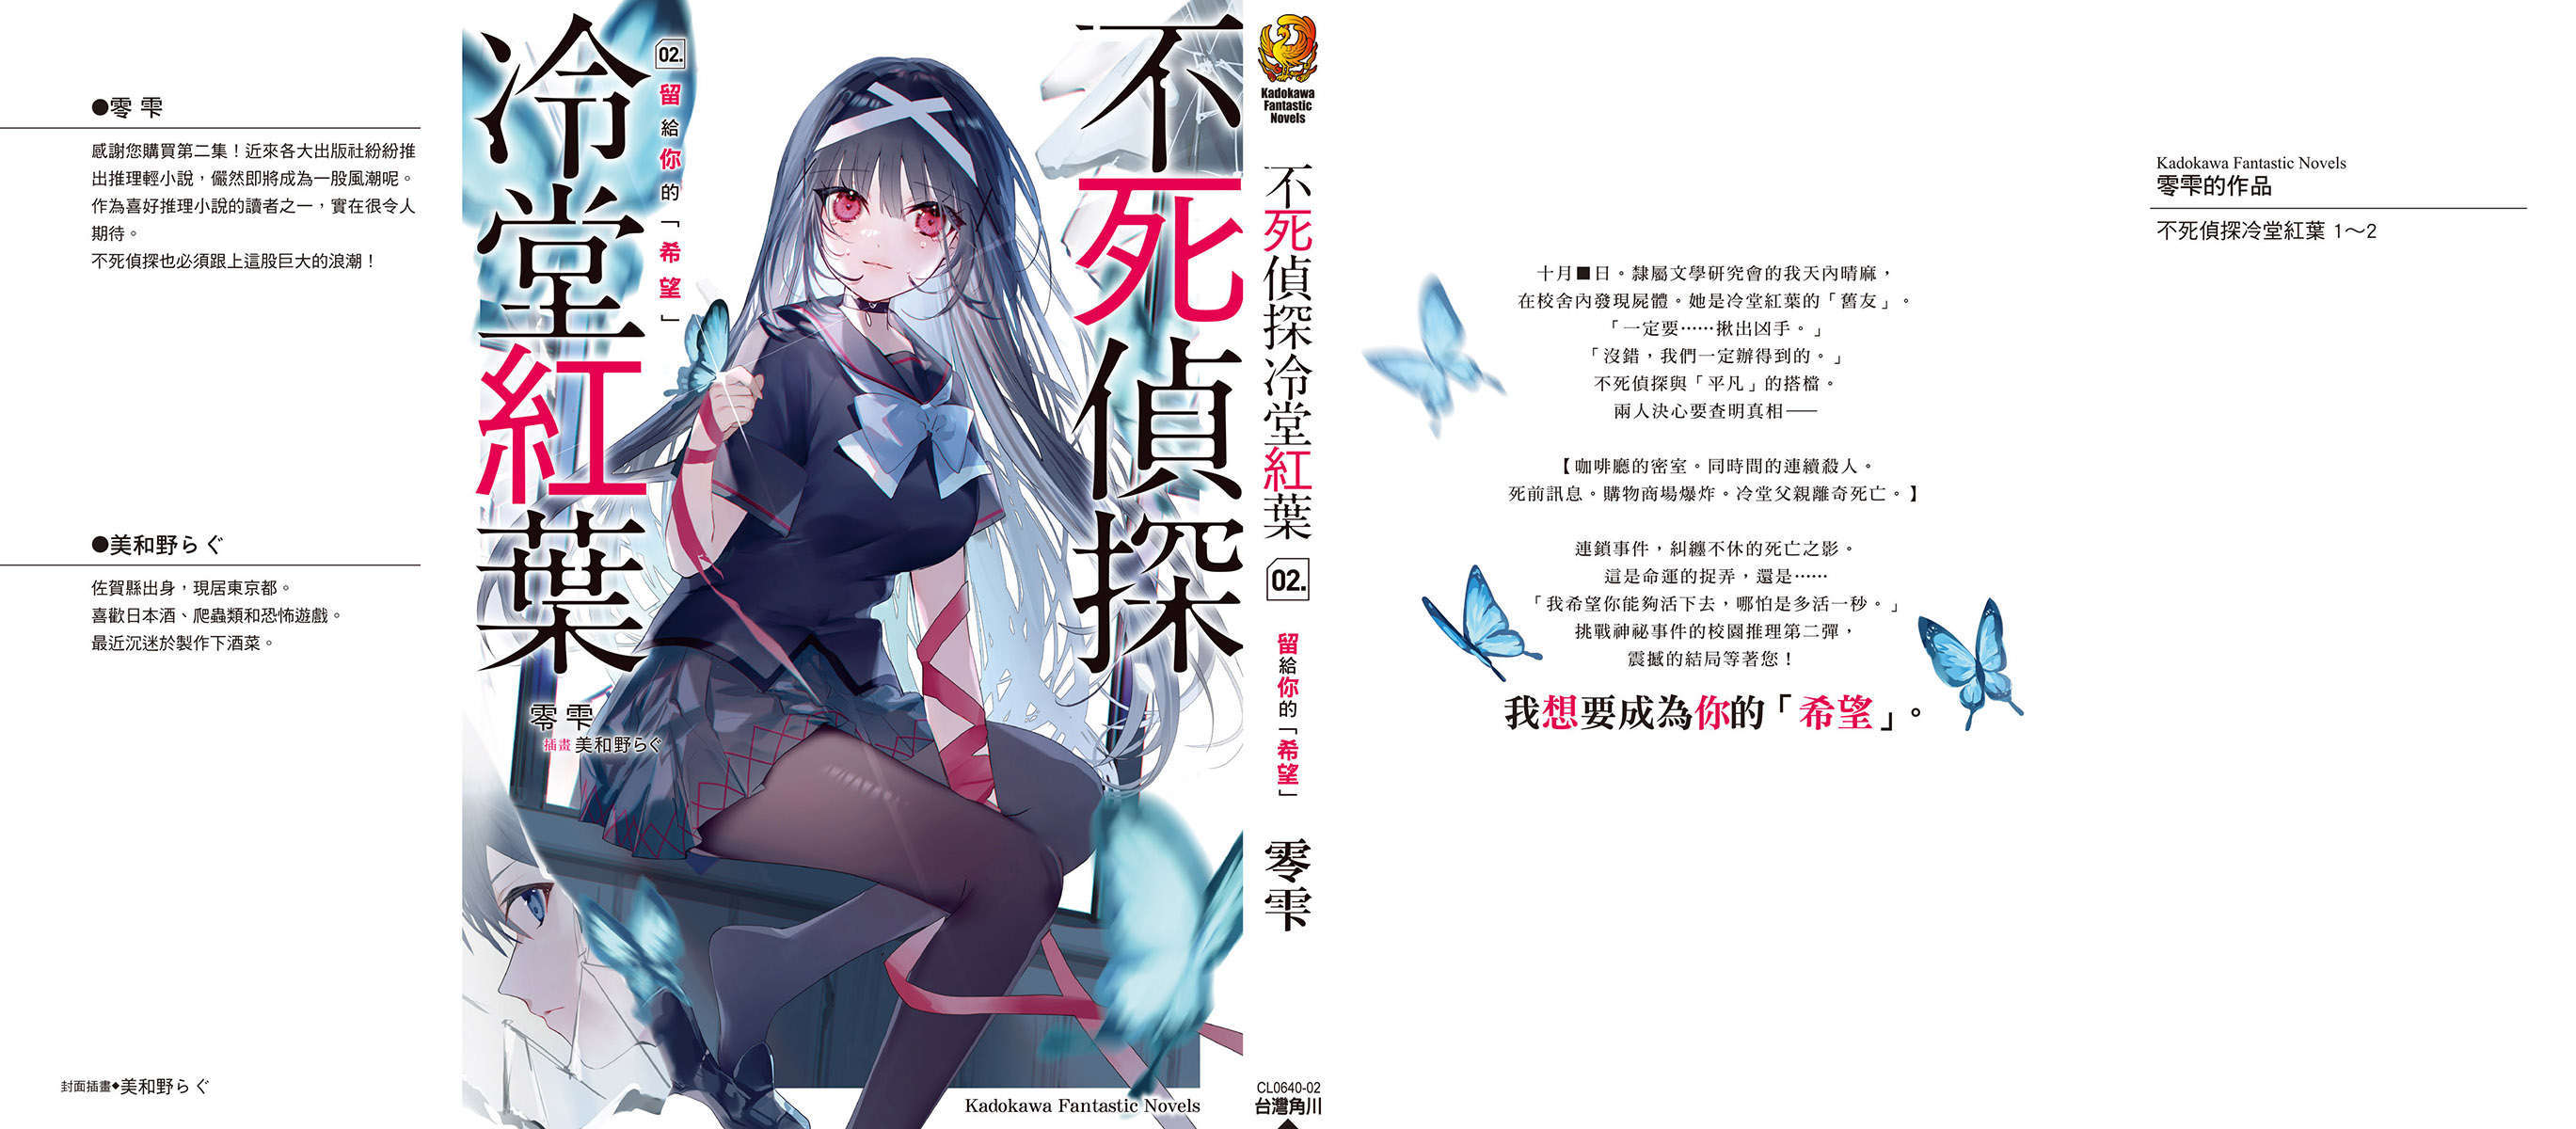 ●零 雫
感謝您購買第二集！近來各大出版社紛紛推
出推理輕小說，儼然即將成為一股風潮呢。
作為喜好推理小說的讀者之一，實在很令人
期待。
不死偵探也必須跟上這股巨大的浪潮！
●美和野らぐ
佐賀縣出身，現居東京都。
喜歡日本酒、爬蟲類和恐怖遊戲。
最近沉迷於製作下酒菜。
封面插畫◆美和野らぐ
不死偵探
冷堂紅葉
02.
留給你的「希望」
零 雫
插畫 美和野らぐ
Kadokawa Fantastic Novels
Kadokawa
Fantastic
Novels
不死偵探冷堂紅葉
02.
留給你的「希望」
零雫
CL0640-02
台灣角川
十月■日。隸屬文學研究會的我天內晴麻，
在校舍內發現屍體。她是冷堂紅葉的「舊友」。
「一定要……揪出凶手。」
「沒錯，我們一定辦得到的。」
不死偵探與「平凡」的搭檔。
兩人決心要查明真相——
【咖啡廳的密室。同時間的連續殺人。
死前訊息。購物商場爆炸。冷堂父親離奇死亡。】
連鎖事件，糾纏不休的死亡之影。
這是命運的捉弄，還是……
「我希望你能夠活下去，哪怕是多活一秒。」
挑戰神祕事件的校園推理第二彈，
震撼的結局等著您！
我想要成為你的「希望」。
Kadokawa Fantastic Novels
零雫的作品
不死偵探冷堂紅葉 1～2